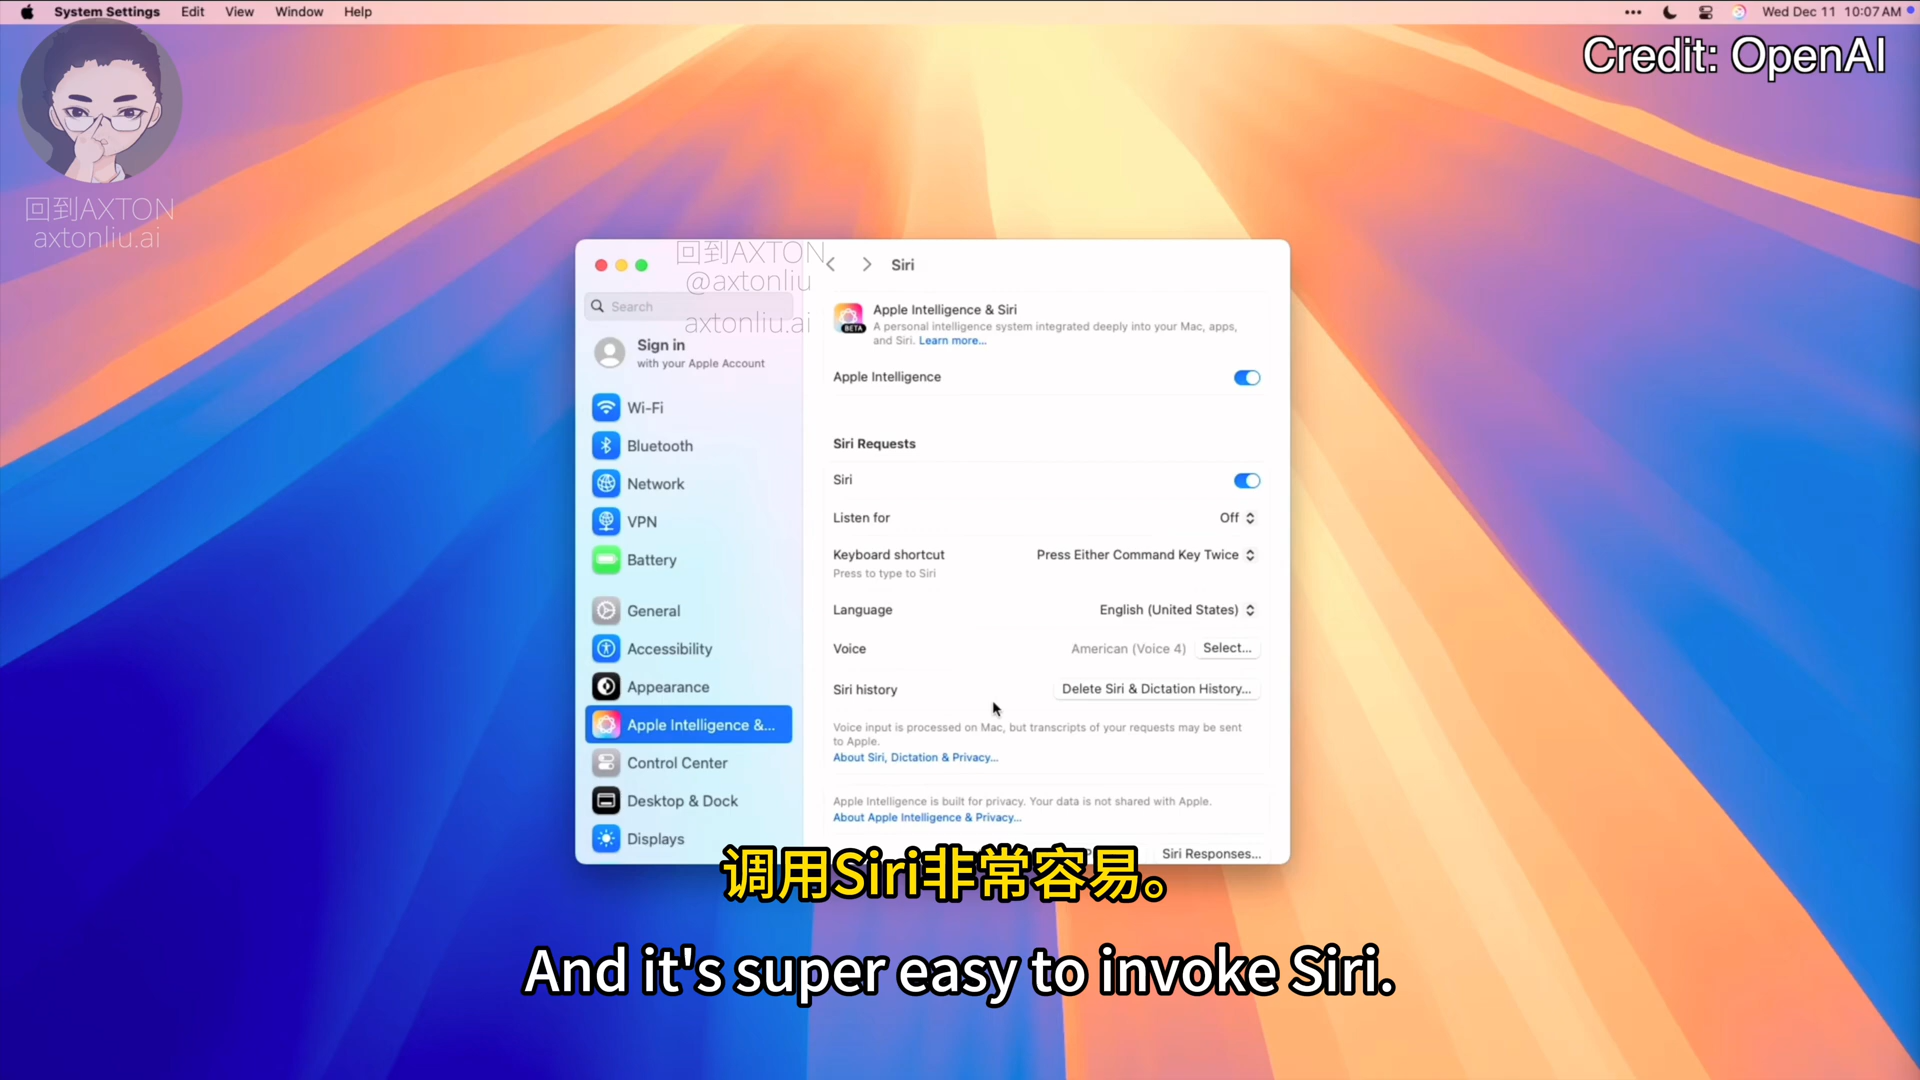 System Settings Edit View Window Help
Wed Dec 11 10:07 AM
Credit: OpenAI
回到AXTON
axtonliu.ai
回到AXTON
@axtonliu
axtonliu.ai
Search
Sign in
with your Apple Account
Wi-Fi
Bluetooth
Network
VPN
Battery
General
Accessibility
Appearance
Apple Intelligence &...
Control Center
Desktop & Dock
Displays
Siri
Apple Intelligence & Siri
BETA
A personal intelligence system integrated deeply into your Mac, apps,
and Siri. Learn more...
Apple Intelligence
Siri Requests
Siri
Listen for Off
Keyboard shortcut Press Either Command Key Twice
Press to type to Siri
Language English (United States)
Voice American (Voice 4) Select...
Siri history Delete Siri & Dictation History...
Voice input is processed on Mac, but transcripts of your requests may be sent
to Apple.
About Siri, Dictation & Privacy...
Apple Intelligence is built for privacy. Your data is not shared with Apple.
About Apple Intelligence & Privacy...
Siri Responses...
调用Siri非常容易。
And it's super easy to invoke Siri.